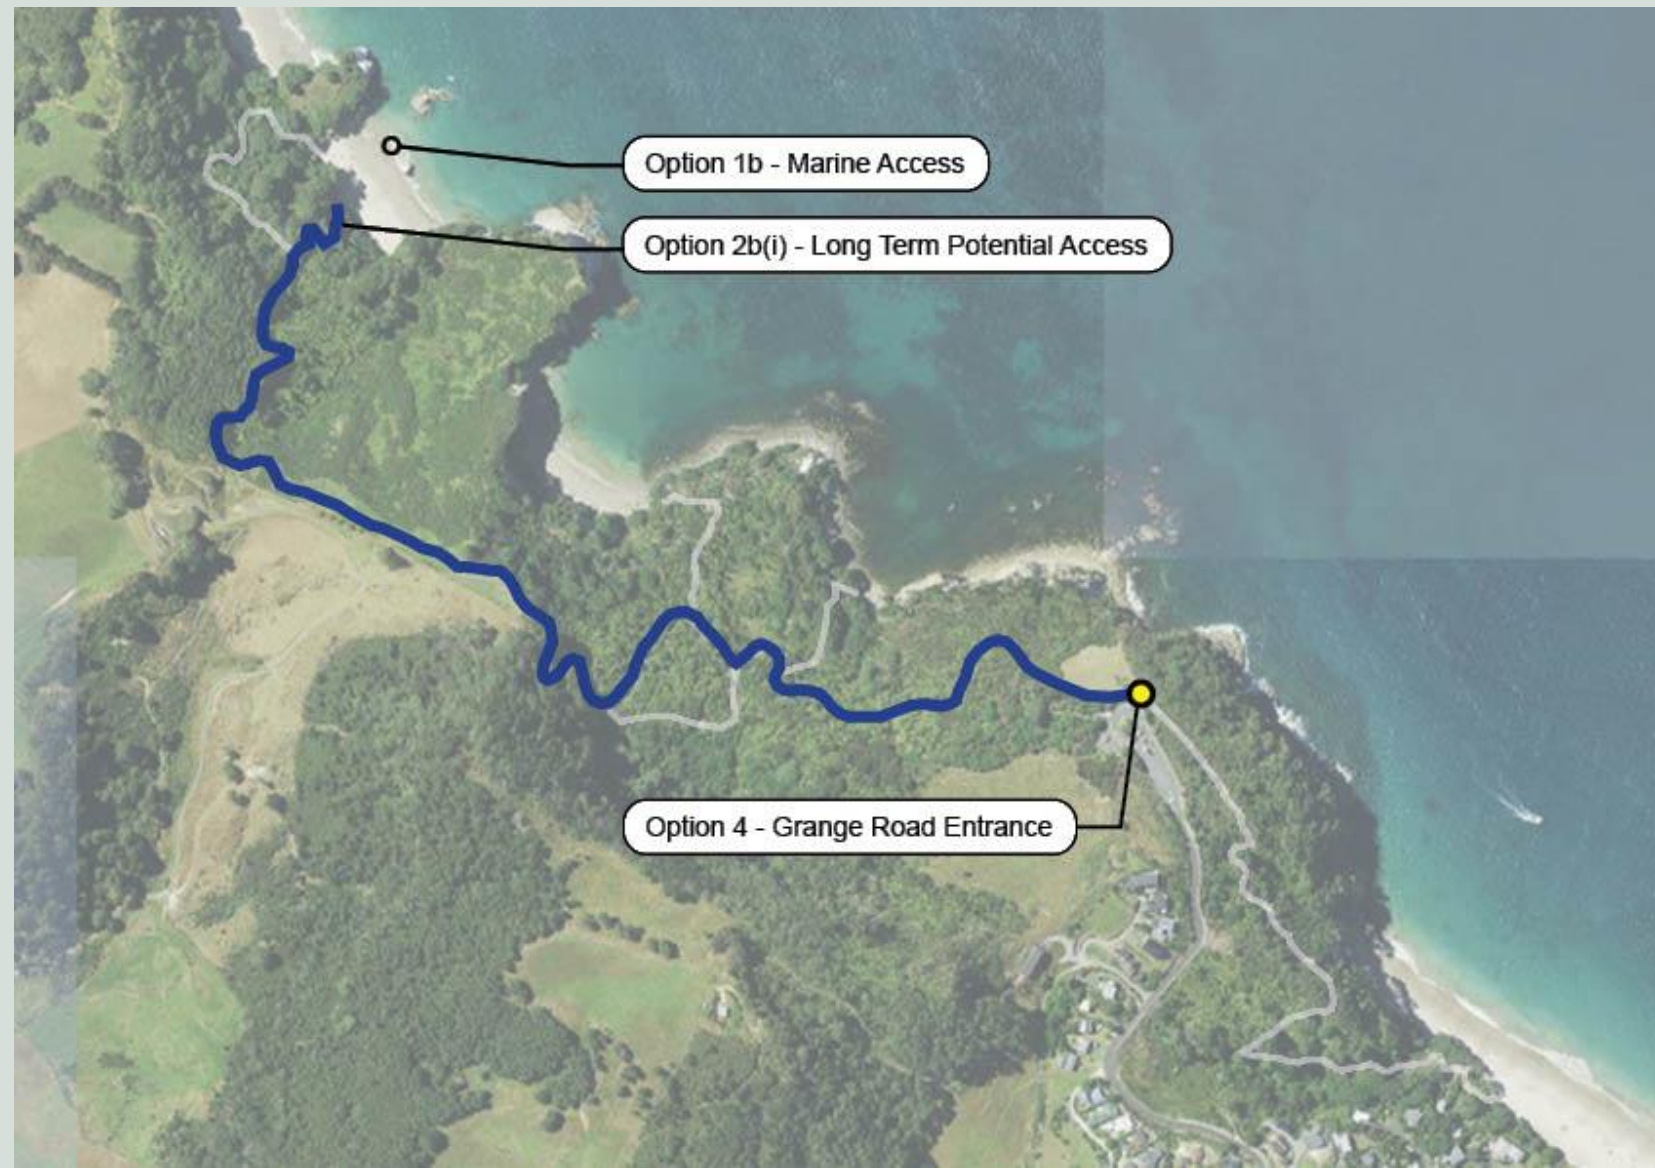 Option 1b - Marine Access
Option 2b(i) - Long Term Potential Access
Option 4 - Grange Road Entrance